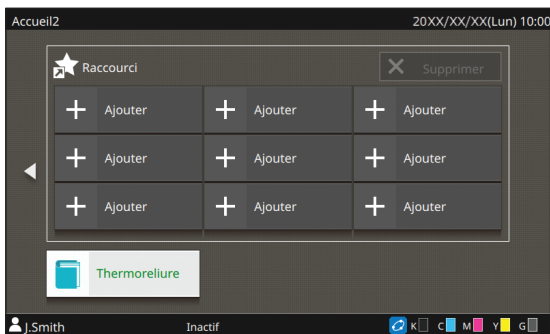 Accueil2 20XX/XX/XX(Lun) 10:00
Raccourci Supprimer
Ajouter Ajouter Ajouter
Ajouter Ajouter Ajouter
Ajouter Ajouter Ajouter
Thermoreliure
J.Smith Inactif K C M Y G